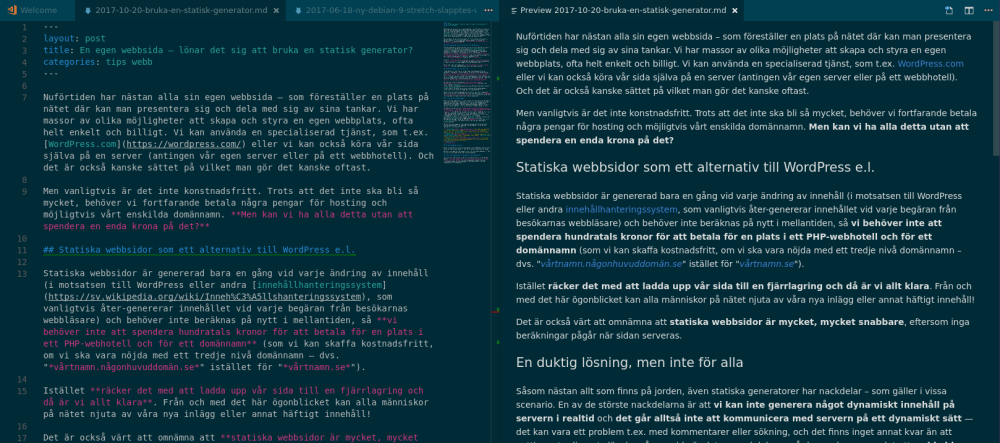 Welcome
2017-10-20-bruka-en-statisk-generator.md
2017-06-18-ny-debian-9-stretch-slapptes-
Preview 2017-10-20-bruka-en-statisk-generator.md
1 ---
2 layout: post
3 title: En egen webbsida – lönar det sig att bruka en statisk generator?
4 categories: tips webb
5 ---
6
7 Nuförtiden har nästan alla sin egen webbsida – som föreställer en plats på
nätet där kan man presentera sig och dela med sig av sina tankar. Vi har
massor av olika möjligheter att skapa och styra en egen webbplats, ofta
helt enkelt och billigt. Vi kan använda en specialiserad tjänst, som t.ex.
[WordPress.com](https://wordpress.com/) eller vi kan också köra vår sida
själva på en server (antingen vår egen server eller på ett webbhotell). Och
det är också kanske sättet på vilket man gör det kanske oftast.
8
9 Men vanligtvis är det inte konstnadsfritt. Trots att det inte ska bli så
mycket, behöver vi fortfarande betala några pengar för hosting och
möjligtvis vårt enskilda domännamn. **Men kan vi ha alla detta utan att
spendera en enda krona på det?**
10
11 ## Statiska webbsidor som ett alternativ till WordPress e.l.
12
13 Statiska webbsidor är genererad bara en gång vid varje ändring av innehåll
(i motsatsen till WordPress eller andra [innehållhanteringssystem]
(https://sv.wikipedia.org/wiki/Inneh%C3%A5llshanteringssystem), som
vanligtvis åter-genererar innehållet vid varje begäran från besökarnas
webbläsare) och behöver inte beräknas på nytt i mellantiden, så **vi
behöver inte att spendera hundratals kronor för att betala för en plats i
ett PHP-webhotell och för ett domännamn** (som vi kan skaffa kostnadsfritt,
om vi ska vara nöjda med ett tredje nivå domännamn – dvs.
"*vårtnamn.någonhuvuddomän.se*" istället för "*vårtnamn.se*").
14
15 Istället **räcker det med att ladda upp vår sida till en fjärrlagring och
då är vi allt klara**. Från och med det här ögonblicket kan alla människor
på nätet njuta av våra nya inlägg eller annat häftigt innehåll!
16
17 Det är också värt att omnämna att **statiska webbsidor är mycket, mycket
Nuförtiden har nästan alla sin egen webbsida – som föreställer en plats på nätet där kan man presentera
sig och dela med sig av sina tankar. Vi har massor av olika möjligheter att skapa och styra en egen
webbplats, ofta helt enkelt och billigt. Vi kan använda en specialiserad tjänst, som t.ex. WordPress.com
eller vi kan också köra vår sida själva på en server (antingen vår egen server eller på ett webbhotell).
Och det är också kanske sättet på vilket man gör det kanske oftast.
Men vanligtvis är det inte konstnadsfritt. Trots att det inte ska bli så mycket, behöver vi fortfarande betala
några pengar för hosting och möjligtvis vårt enskilda domännamn. Men kan vi ha alla detta utan att
spendera en enda krona på det?
Statiska webbsidor som ett alternativ till WordPress e.l.
Statiska webbsidor är genererad bara en gång vid varje ändring av innehåll (i motsatsen till WordPress
eller andra innehållhanteringssystem, som vanligtvis åter-genererar innehållet vid varje begäran från
besökarnas webbläsare) och behöver inte beräknas på nytt i mellantiden, så vi behöver inte att
spendera hundratals kronor för att betala för en plats i ett PHP-webhotell och för ett
domännamn (som vi kan skaffa kostnadsfritt, om vi ska vara nöjda med ett tredje nivå domännamn –
dvs. "vårtnamn.någonhuvuddomän.se" istället för "vårtnamn.se").
Istället räcker det med att ladda upp vår sida till en fjärrlagring och då är vi allt klara. Från och
med det här ögonblicket kan alla människor på nätet njuta av våra nya inlägg eller annat häftigt innehåll!
Det är också värt att omnämna att statiska webbsidor är mycket, mycket snabbare, eftersom inga
beräkningar pågår när sidan serveras.
En duktig lösning, men inte för alla
Såsom nästan allt som finns på jorden, även statiska generatorer har nackdelar – som gäller i vissa
scenario. En av de större nackdelarna är att vi kan inte generera något dynamiskt innehåll på
servern i realtid och det går alltså inte att kommunicera med servern på ett dynamiskt sätt —
det kan vara ett problem t.ex. med kommentarer eller sökning, och det finns inget annat kvar än att